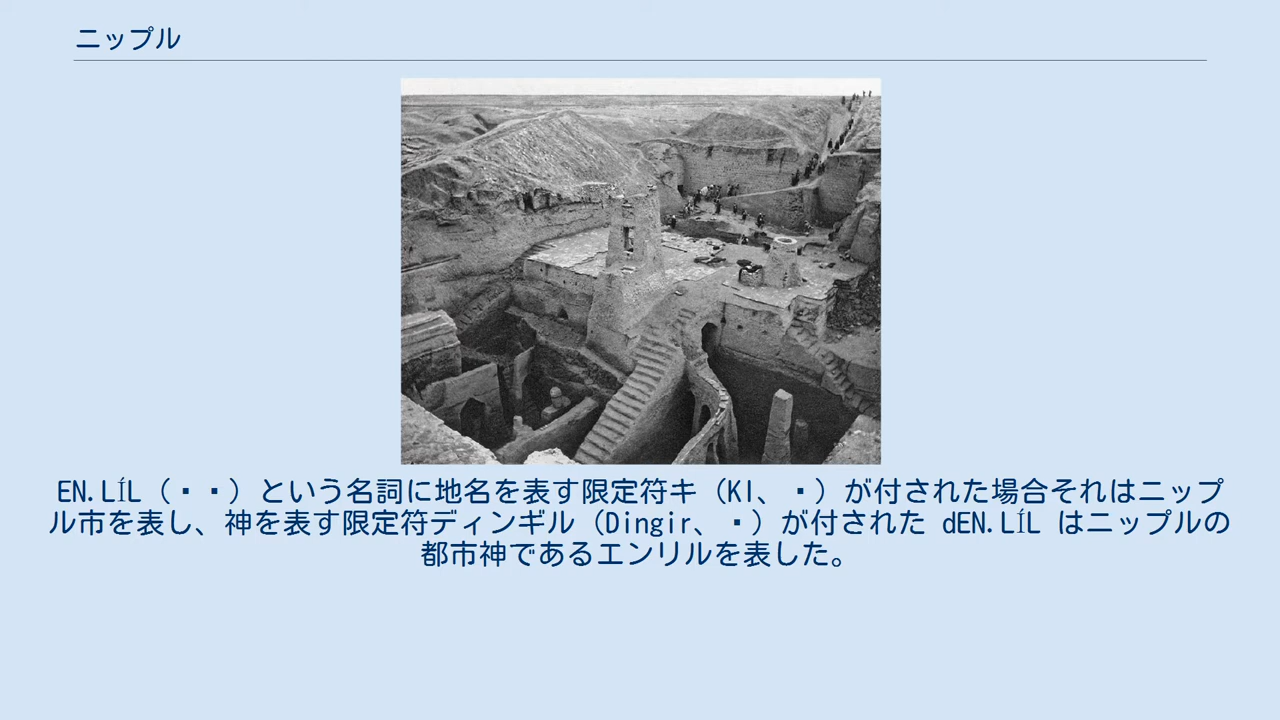 ニップル
EN.LÍL（▪▪）という名詞に地名を表す限定符キ（KI、▪）が付された場合それはニップ
ル市を表し、神を表す限定符ディンギル（Dingir、▪）が付された dEN.LÍL はニップルの
都市神であるエンリルを表した。